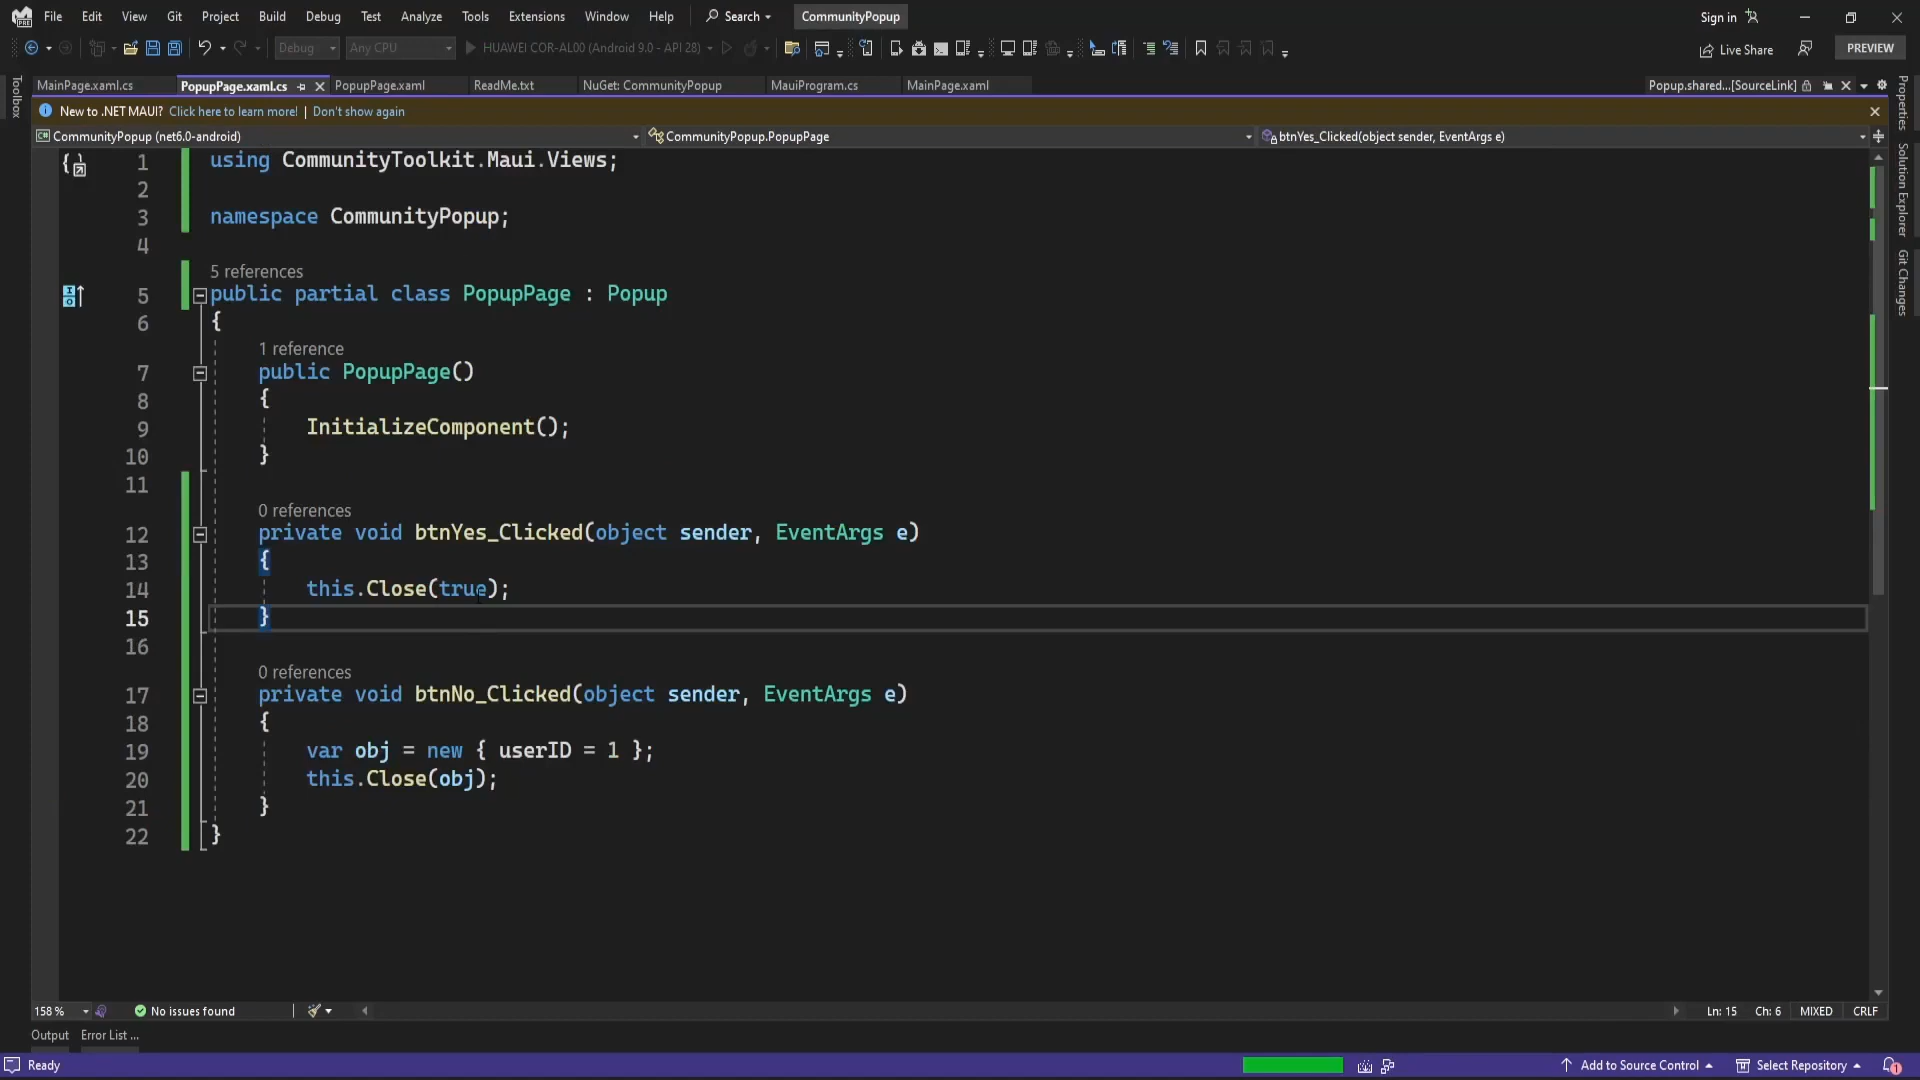 File Edit View Git Project Build Debug Test Analyze Tools Extensions Window Help Search CommunityPopup Sign in
Debug Any CPU HUAWEI COR-AL00 (Android 9.0 - API 28) Live Share PREVIEW
MainPage.xaml.cs PopupPage.xaml.cs PopupPage.xaml ReadMe.txt NuGet: CommunityPopup MauiProgram.cs MainPage.xaml Popup.shared...[SourceLink]
New to .NET MAUI? Click here to learn more! | Don't show again
CommunityPopup (net6.0-android) CommunityPopup.PopupPage btnYes_Clicked(object sender, EventArgs e)
Toolbox
Properties
Solution Explorer
Git Changes
1 using CommunityToolkit.Maui.Views;
2
3 namespace CommunityPopup;
4
5 references
5 public partial class PopupPage : Popup
6 {
1 reference
7 public PopupPage()
8 {
9 InitializeComponent();
10 }
11
0 references
12 private void btnYes_Clicked(object sender, EventArgs e)
13 {
14 this.Close(true);
15 }
16
0 references
17 private void btnNo_Clicked(object sender, EventArgs e)
18 {
19 var obj = new { userID = 1 };
20 this.Close(obj);
21 }
22 }
158 % No issues found Ln: 15 Ch: 6 MIXED CRLF
Output Error List ...
Ready Add to Source Control Select Repository 1